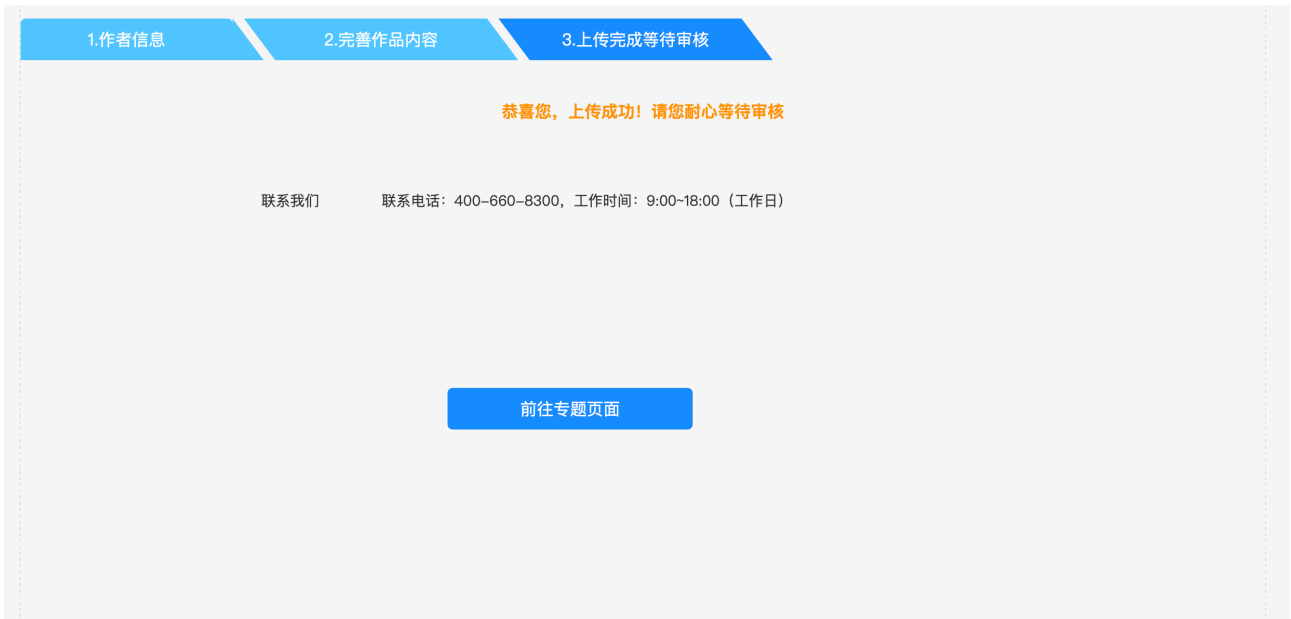 1.作者信息 2.完善作品内容 3.上传完成等待审核
恭喜您，上传成功！请您耐心等待审核
联系我们 联系电话：400-660-8300，工作时间：9:00~18:00（工作日）
前往专题页面